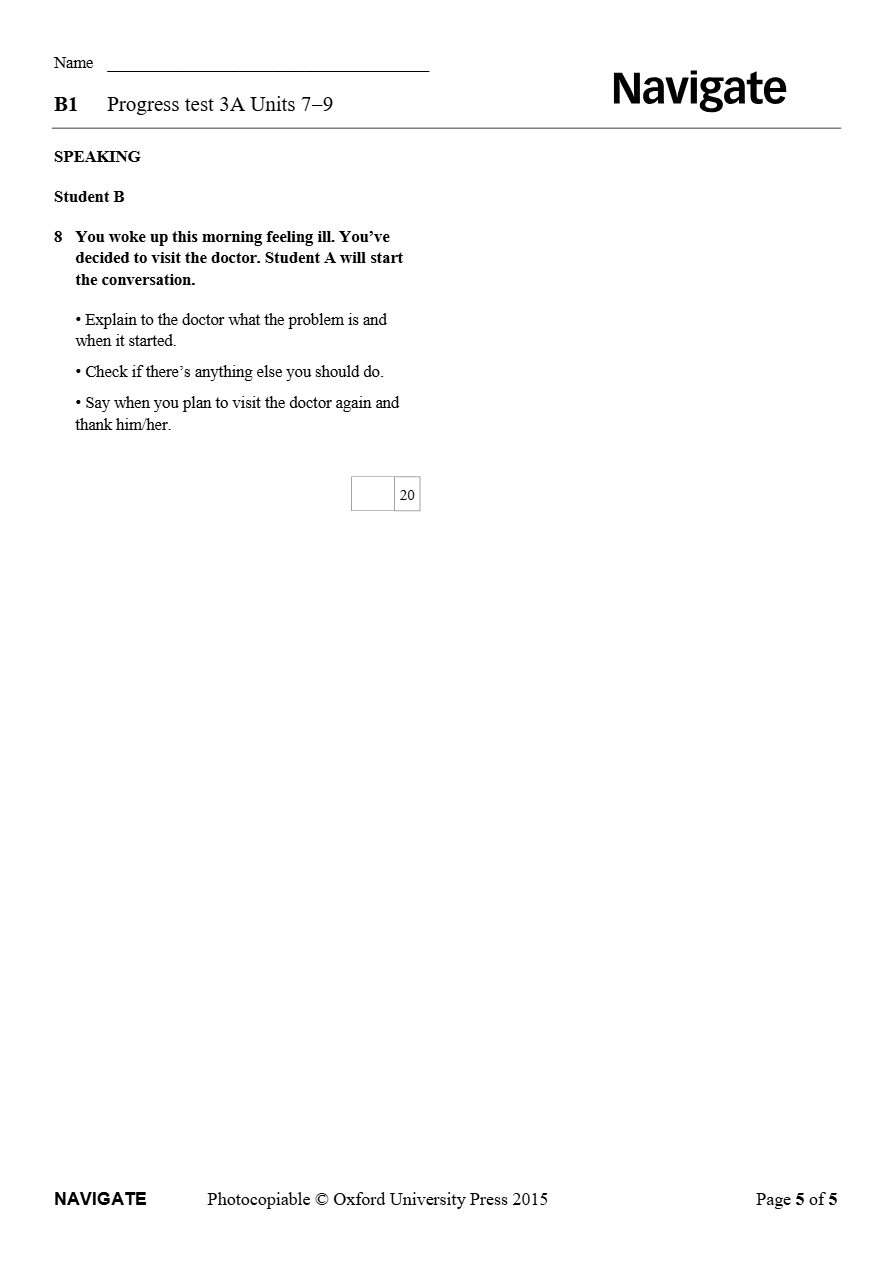 Name
Navigate
B1 Progress test 3A Units 7–9
SPEAKING
Student B
8 You woke up this morning feeling ill. You’ve
decided to visit the doctor. Student A will start
the conversation.
• Explain to the doctor what the problem is and
when it started.
• Check if there’s anything else you should do.
• Say when you plan to visit the doctor again and
thank him/her.
20
NAVIGATE Photocopiable © Oxford University Press 2015 Page 5 of 5